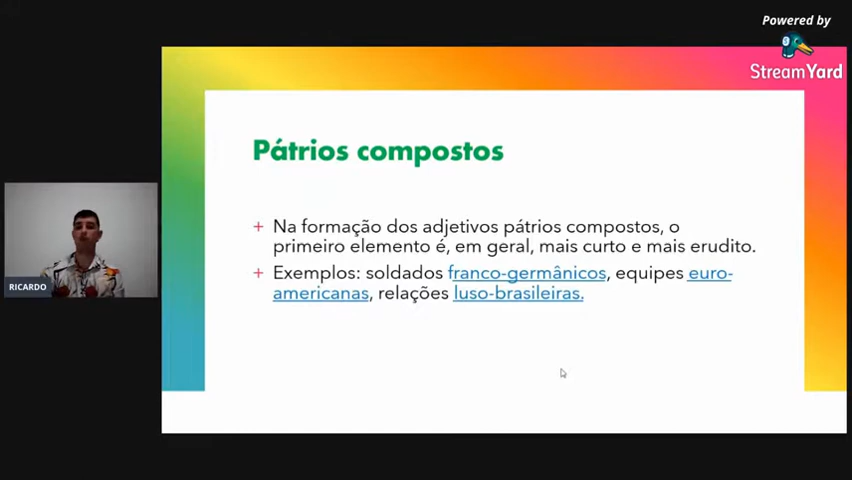 Powered by
StreamYard
Pátrios compostos
+ Na formação dos adjetivos pátrios compostos, o
primeiro elemento é, em geral, mais curto e mais erudito.
+ Exemplos: soldados franco-germânicos, equipes euro-
americanas, relações luso-brasileiras.
RICARDO